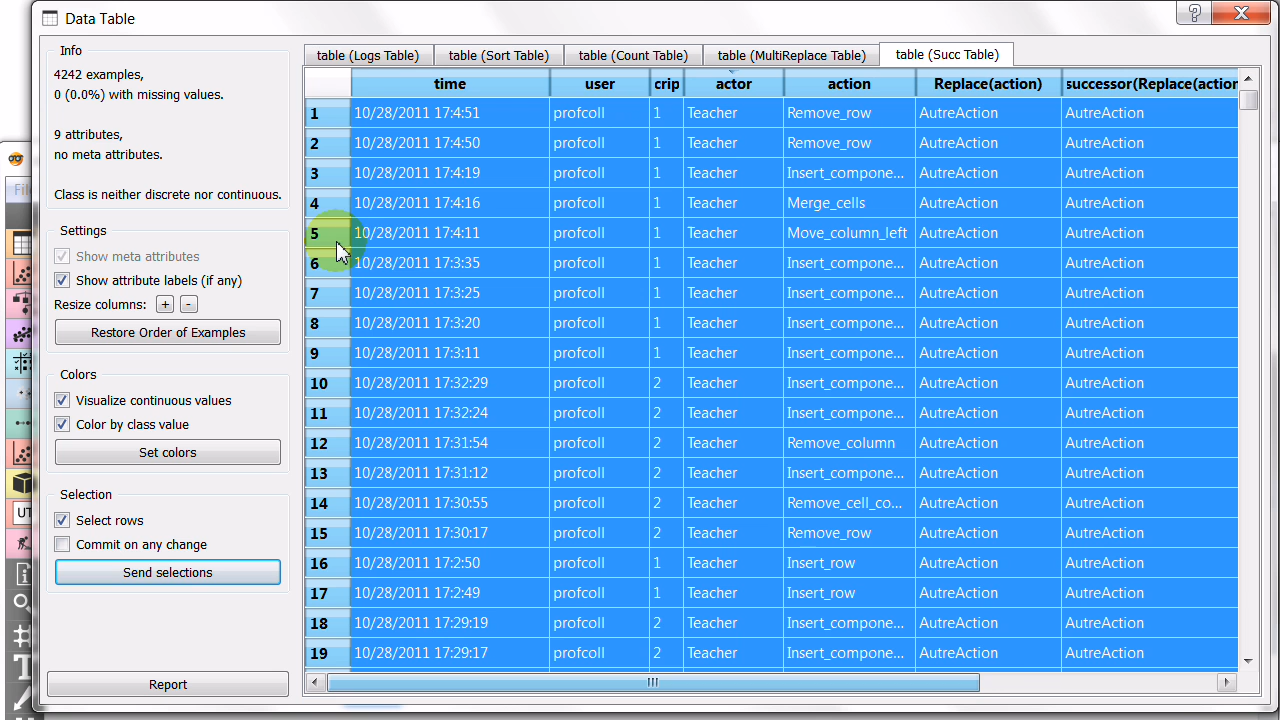 Data Table
?
X
Info
4242 examples,
0 (0.0%) with missing values.
9 attributes,
no meta attributes.
Class is neither discrete nor continuous.
Settings
Show meta attributes
Show attribute labels (if any)
Resize columns: + -
Restore Order of Examples
Colors
Visualize continuous values
Color by class value
Set colors
Selection
Select rows
Commit on any change
Send selections
Report
table (Logs Table) table (Sort Table) table (Count Table) table (MultiReplace Table) table (Succ Table)
time user crip actor action Replace(action) successor(Replace(action
1 10/28/2011 17:4:51 profcoll 1 Teacher Remove_row AutreAction AutreAction
2 10/28/2011 17:4:50 profcoll 1 Teacher Remove_row AutreAction AutreAction
3 10/28/2011 17:4:19 profcoll 1 Teacher Insert_compone... AutreAction AutreAction
4 10/28/2011 17:4:16 profcoll 1 Teacher Merge_cells AutreAction AutreAction
5 10/28/2011 17:4:11 profcoll 1 Teacher Move_column_left AutreAction AutreAction
6 10/28/2011 17:3:35 profcoll 1 Teacher Insert_compone... AutreAction AutreAction
7 10/28/2011 17:3:25 profcoll 1 Teacher Insert_compone... AutreAction AutreAction
8 10/28/2011 17:3:20 profcoll 1 Teacher Insert_compone... AutreAction AutreAction
9 10/28/2011 17:3:11 profcoll 1 Teacher Insert_compone... AutreAction AutreAction
10 10/28/2011 17:32:29 profcoll 2 Teacher Insert_compone... AutreAction AutreAction
11 10/28/2011 17:32:24 profcoll 2 Teacher Insert_compone... AutreAction AutreAction
12 10/28/2011 17:31:54 profcoll 2 Teacher Remove_column AutreAction AutreAction
13 10/28/2011 17:31:12 profcoll 2 Teacher Insert_compone... AutreAction AutreAction
14 10/28/2011 17:30:55 profcoll 2 Teacher Remove_cell_co... AutreAction AutreAction
15 10/28/2011 17:30:17 profcoll 2 Teacher Remove_row AutreAction AutreAction
16 10/28/2011 17:2:50 profcoll 1 Teacher Insert_row AutreAction AutreAction
17 10/28/2011 17:2:49 profcoll 1 Teacher Insert_row AutreAction AutreAction
18 10/28/2011 17:29:19 profcoll 2 Teacher Insert_compone... AutreAction AutreAction
19 10/28/2011 17:29:17 profcoll 2 Teacher Insert_compone... AutreAction AutreAction